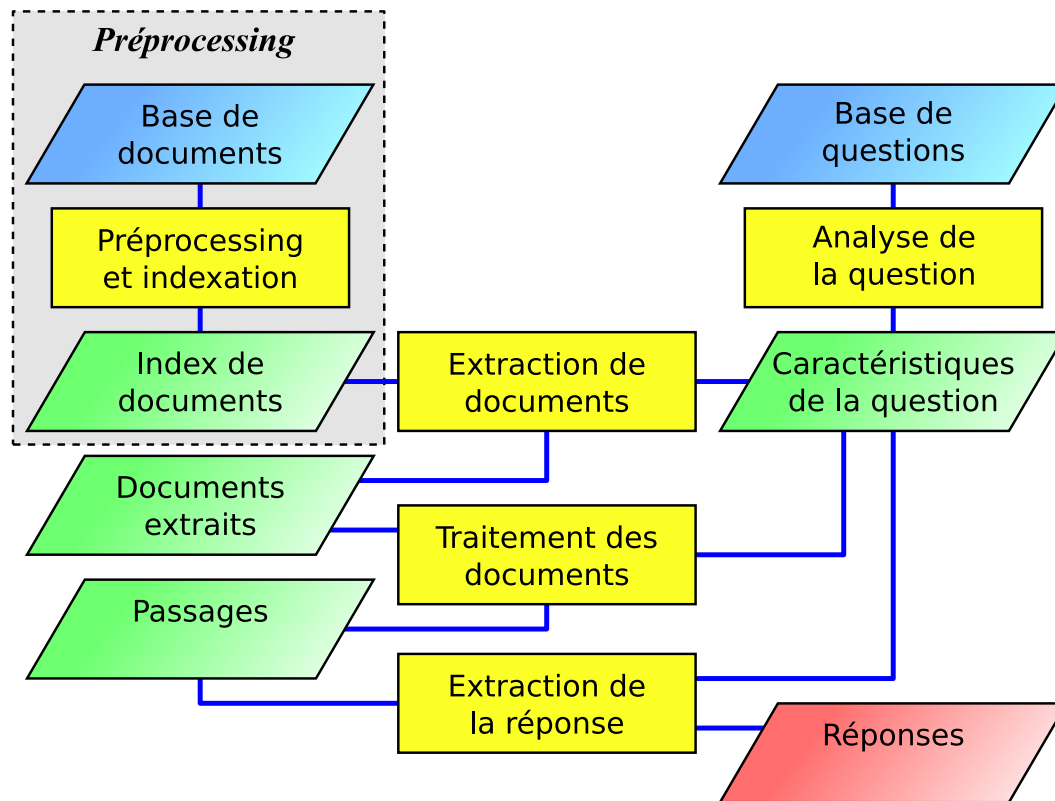 Préprocessing
Base de
documents
Préprocessing
et indexation
Index de
documents
Base de
questions
Analyse de
la question
Caractéristiques
de la question
Extraction de
documents
Documents
extraits
Traitement des
documents
Passages
Extraction de
la réponse
Réponses